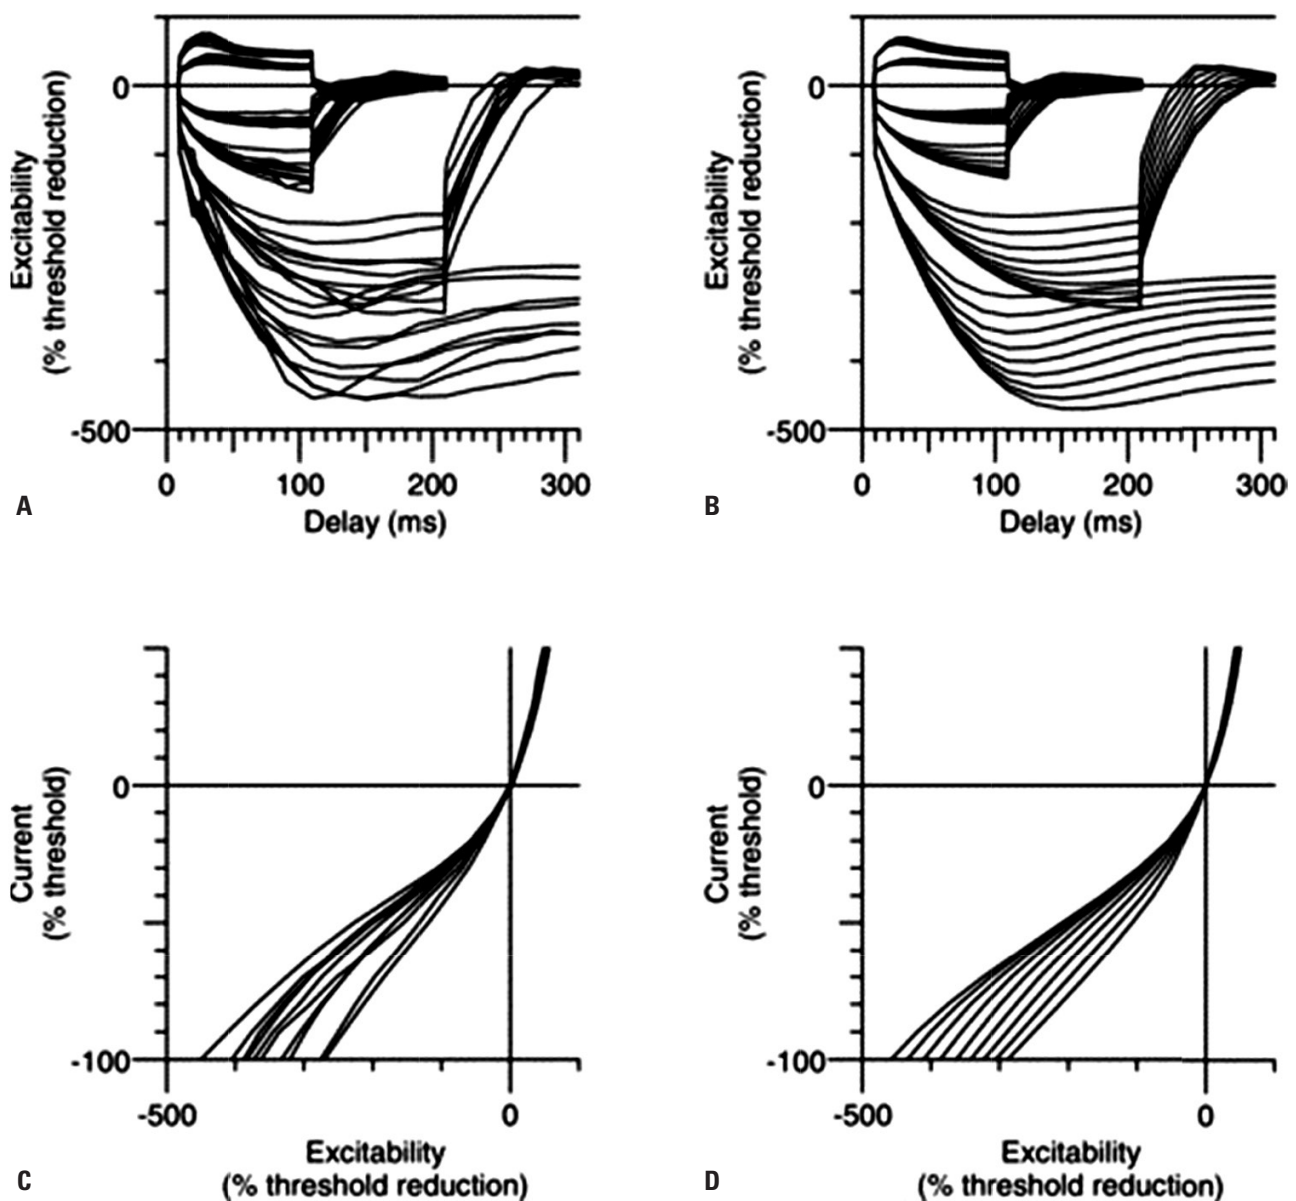 Excitability
(% threshold reduction)
0
-500
0
100
200
300
Delay (ms)
A
Excitability
(% threshold reduction)
0
-500
0
100
200
300
Delay (ms)
B
Current
(% threshold)
0
-100
-500
0
Excitability
(% threshold reduction)
C
Current
(% threshold)
0
-100
-500
0
Excitability
(% threshold reduction)
D